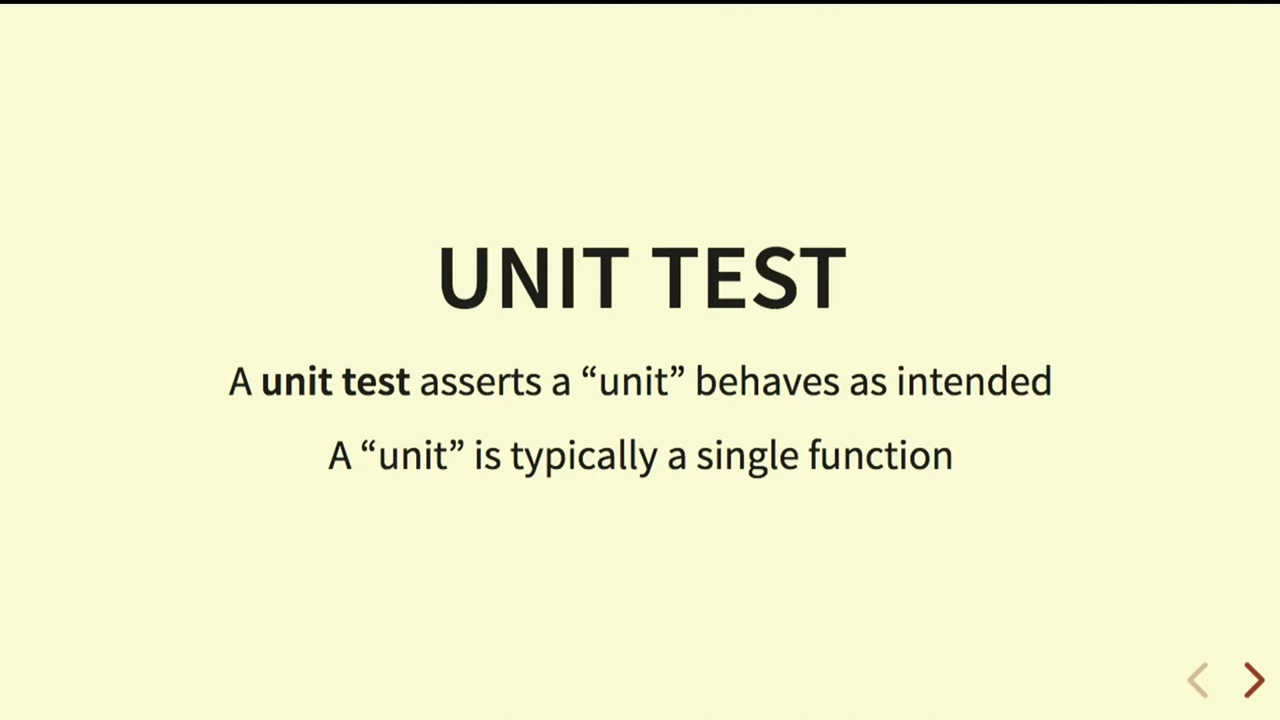 UNIT TEST
A unit test asserts a “unit” behaves as intended
A “unit” is typically a single function